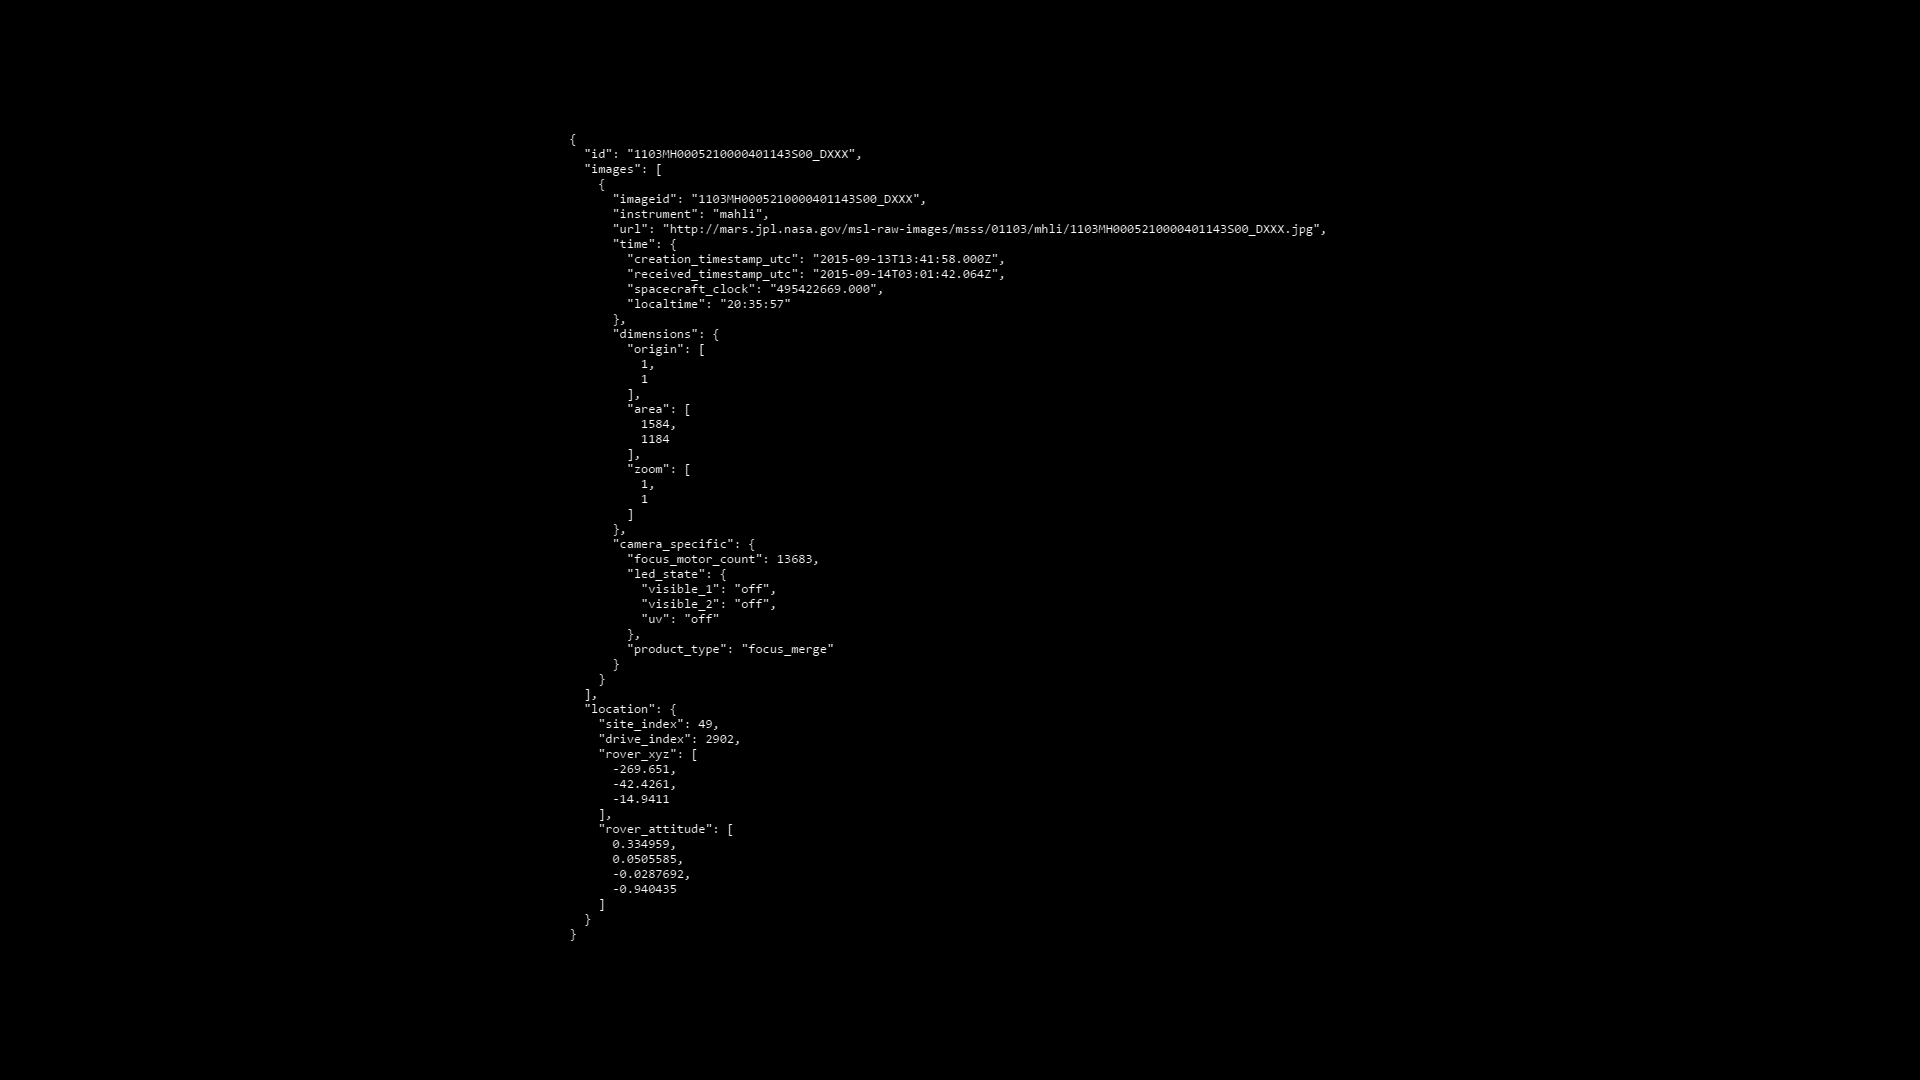 {
"id": "1103MH0005210000401143S00_DXXX",
"images": [
{
"imageid": "1103MH0005210000401143S00_DXXX",
"instrument": "mahli",
"url": "http://mars.jpl.nasa.gov/msl-raw-images/msss/01103/mhli/1103MH0005210000401143S00_DXXX.jpg",
"time": {
"creation_timestamp_utc": "2015-09-13T13:41:58.000Z",
"received_timestamp_utc": "2015-09-14T03:01:42.064Z",
"spacecraft_clock": "495422669.000",
"localtime": "20:35:57"
},
"dimensions": {
"origin": [
1,
1
],
"area": [
1584,
1184
],
"zoom": [
1,
1
]
},
"camera_specific": {
"focus_motor_count": 13683,
"led_state": {
"visible_1": "off",
"visible_2": "off",
"uv": "off"
},
"product_type": "focus_merge"
}
}
],
"location": {
"site_index": 49,
"drive_index": 2902,
"rover_xyz": [
-269.651,
-42.4261,
-14.9411
],
"rover_attitude": [
0.334959,
0.0505585,
-0.0287692,
-0.940435
]
}
}